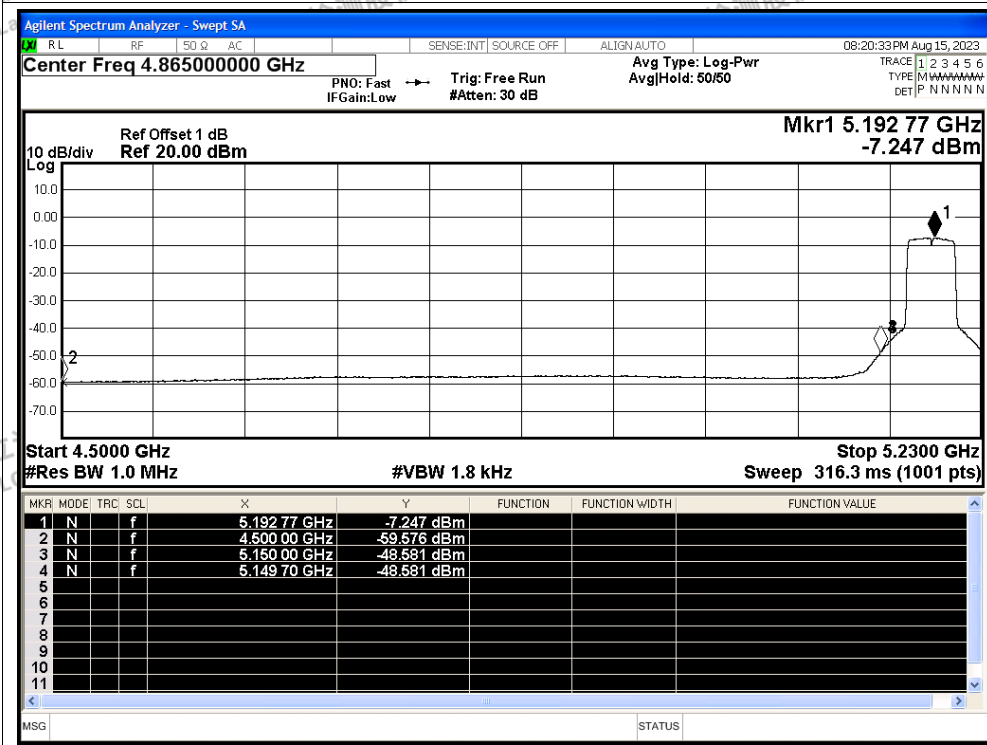 Agilent Spectrum Analyzer - Swept SA
LXI RL RF 50 Ω AC SENSE:INT SOURCE OFF ALIGN AUTO 08:20:33 PM Aug 15, 2023
Center Freq 4.865000000 GHz
PNO: Fast
IFGain:Low
Trig: Free Run
#Atten: 30 dB
Avg Type: Log-Pwr
Avg|Hold: 50/50
TRACE 1 2 3 4 5 6
TYPE M
DET P N N N N N
Mkr1 5.192 77 GHz
-7.247 dBm
Ref Offset 1 dB
10 dB/div Ref 20.00 dBm
Log
10.0
0.00
-10.0
-20.0
-30.0
-40.0
-50.0
-60.0
-70.0
1
2
Start 4.5000 GHz Stop 5.2300 GHz
#Res BW 1.0 MHz #VBW 1.8 kHz Sweep 316.3 ms (1001 pts)
MKR MODE TRC SCL X Y FUNCTION FUNCTION WIDTH FUNCTION VALUE
1 N f 5.192 77 GHz -7.247 dBm
2 N f 4.500 00 GHz -59.576 dBm
3 N f 5.150 00 GHz -48.581 dBm
4 N f 5.149 70 GHz -48.581 dBm
5
6
7
8
9
10
11
MSG STATUS